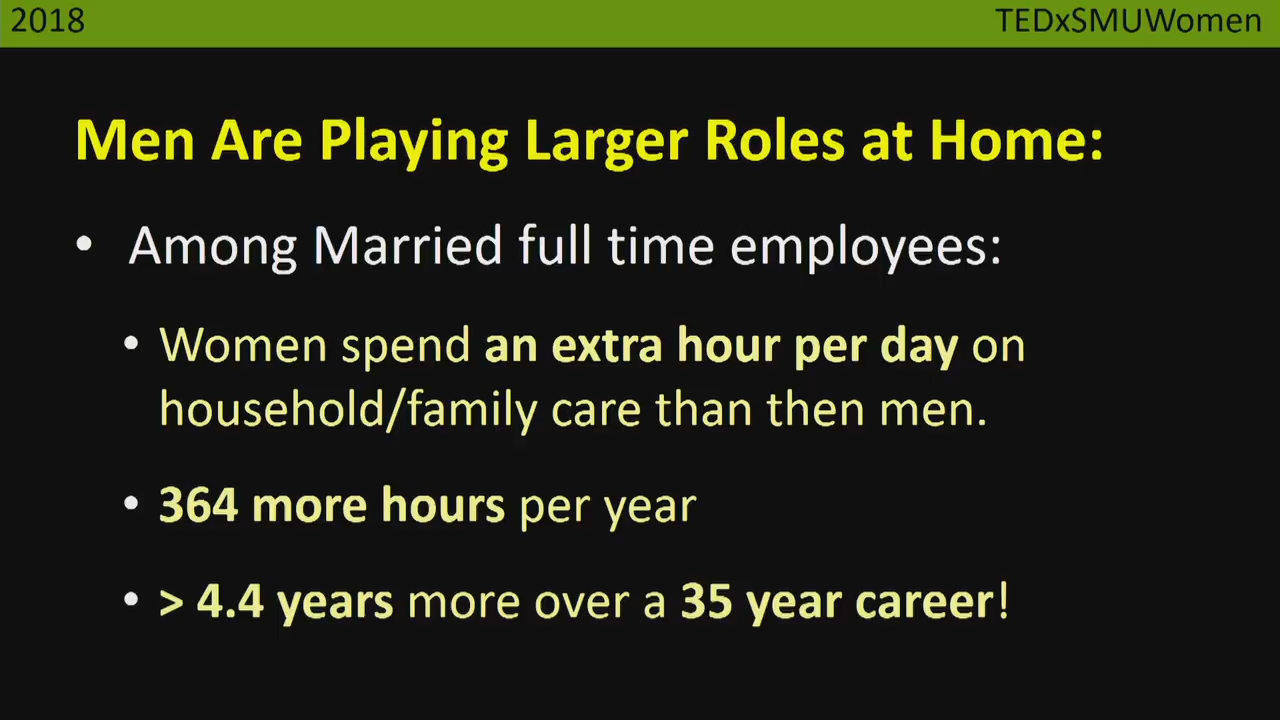 2018
TEDxSMUWomen
Men Are Playing Larger Roles at Home:
• Among Married full time employees:
• Women spend an extra hour per day on
household/family care than then men.
• 364 more hours per year
• > 4.4 years more over a 35 year career!